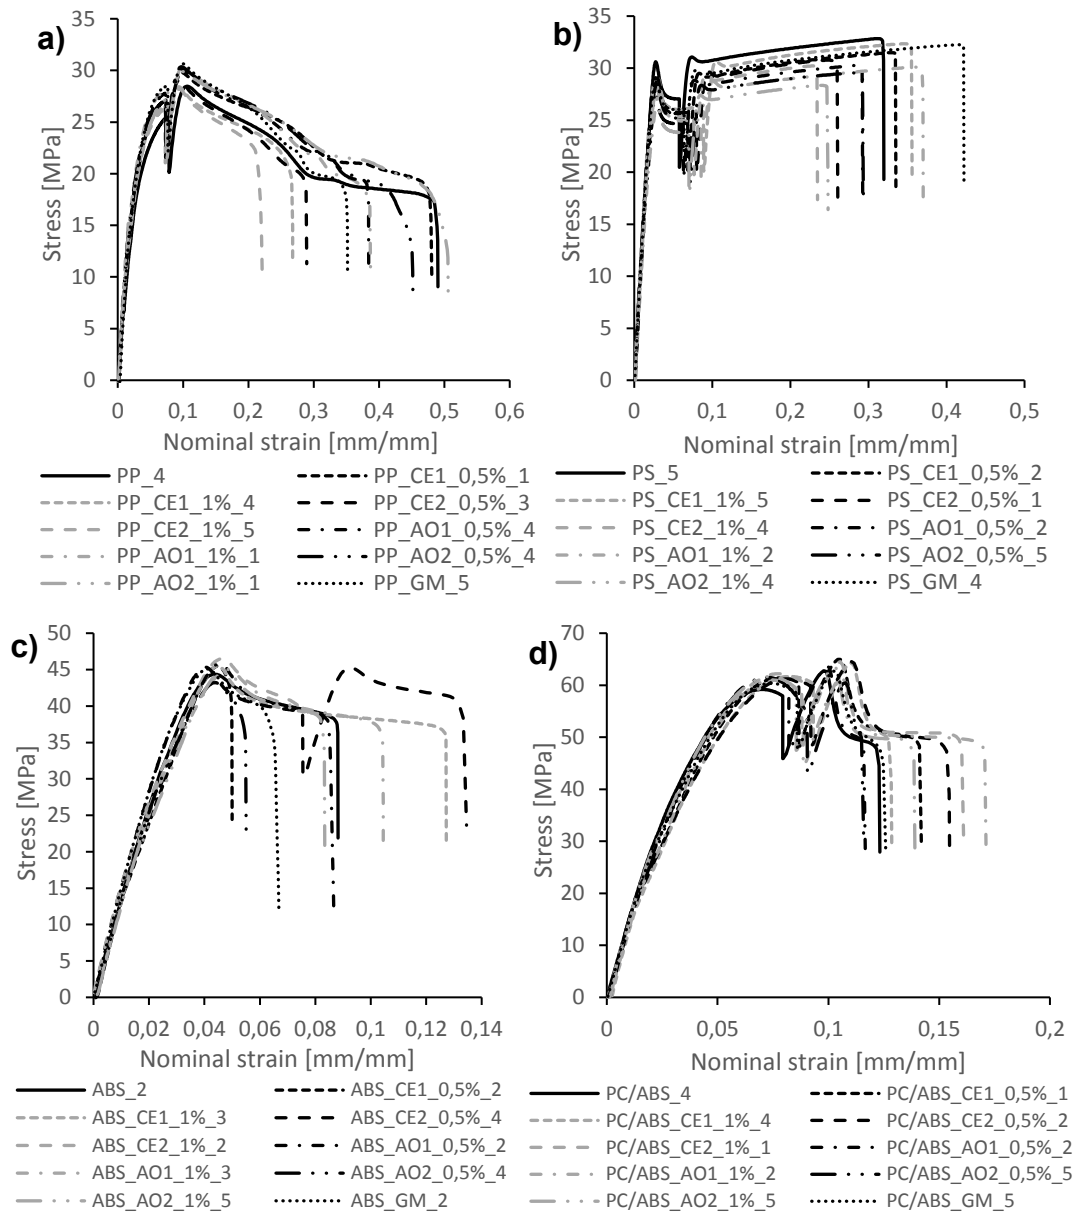 a)
35
30
25
20
15
10
5
0
Stress [MPa]
0 0,1 0,2 0,3 0,4 0,5 0,6
Nominal strain [mm/mm]
PP_4 PP_CE1_0,5%_1
PP_CE1_1%_4 PP_CE2_0,5%_3
PP_CE2_1%_5 PP_AO1_0,5%_4
PP_AO1_1%_1 PP_AO2_0,5%_4
PP_AO2_1%_1 PP_GM_5
b)
35
30
25
20
15
10
5
0
Stress [MPa]
0 0,1 0,2 0,3 0,4 0,5
Nominal strain [mm/mm]
PS_5 PS_CE1_0,5%_2
PS_CE1_1%_5 PS_CE2_0,5%_1
PS_CE2_1%_4 PS_AO1_0,5%_2
PS_AO1_1%_2 PS_AO2_0,5%_5
PS_AO2_1%_4 PS_GM_4
c)
50
45
40
35
30
25
20
15
10
5
0
Stress [MPa]
0 0,02 0,04 0,06 0,08 0,1 0,12 0,14
Nominal strain [mm/mm]
ABS_2 ABS_CE1_0,5%_2
ABS_CE1_1%_3 ABS_CE2_0,5%_4
ABS_CE2_1%_2 ABS_AO1_0,5%_2
ABS_AO1_1%_3 ABS_AO2_0,5%_4
ABS_AO2_1%_5 ABS_GM_2
d)
70
60
50
40
30
20
10
0
Stress [MPa]
0 0,05 0,1 0,15 0,2
Nominal strain [mm/mm]
PC/ABS_4 PC/ABS_CE1_0,5%_1
PC/ABS_CE1_1%_4 PC/ABS_CE2_0,5%_2
PC/ABS_CE2_1%_1 PC/ABS_AO1_0,5%_2
PC/ABS_AO1_1%_2 PC/ABS_AO2_0,5%_5
PC/ABS_AO2_1%_5 PC/ABS_GM_5